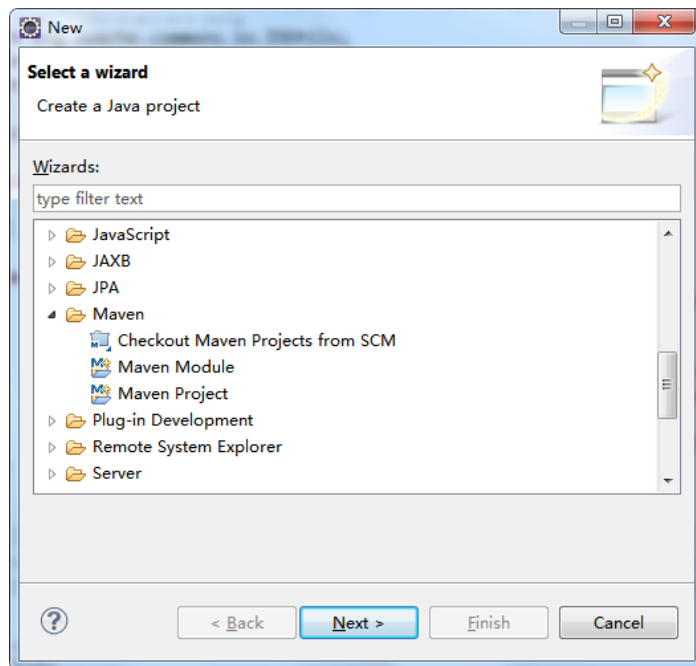 New
Select a wizard
Create a Java project
Wizards:
type filter text
JavaScript
JAXB
JPA
Maven
Checkout Maven Projects from SCM
Maven Module
Maven Project
Plug-in Development
Remote System Explorer
Server
? < Back Next > Finish Cancel